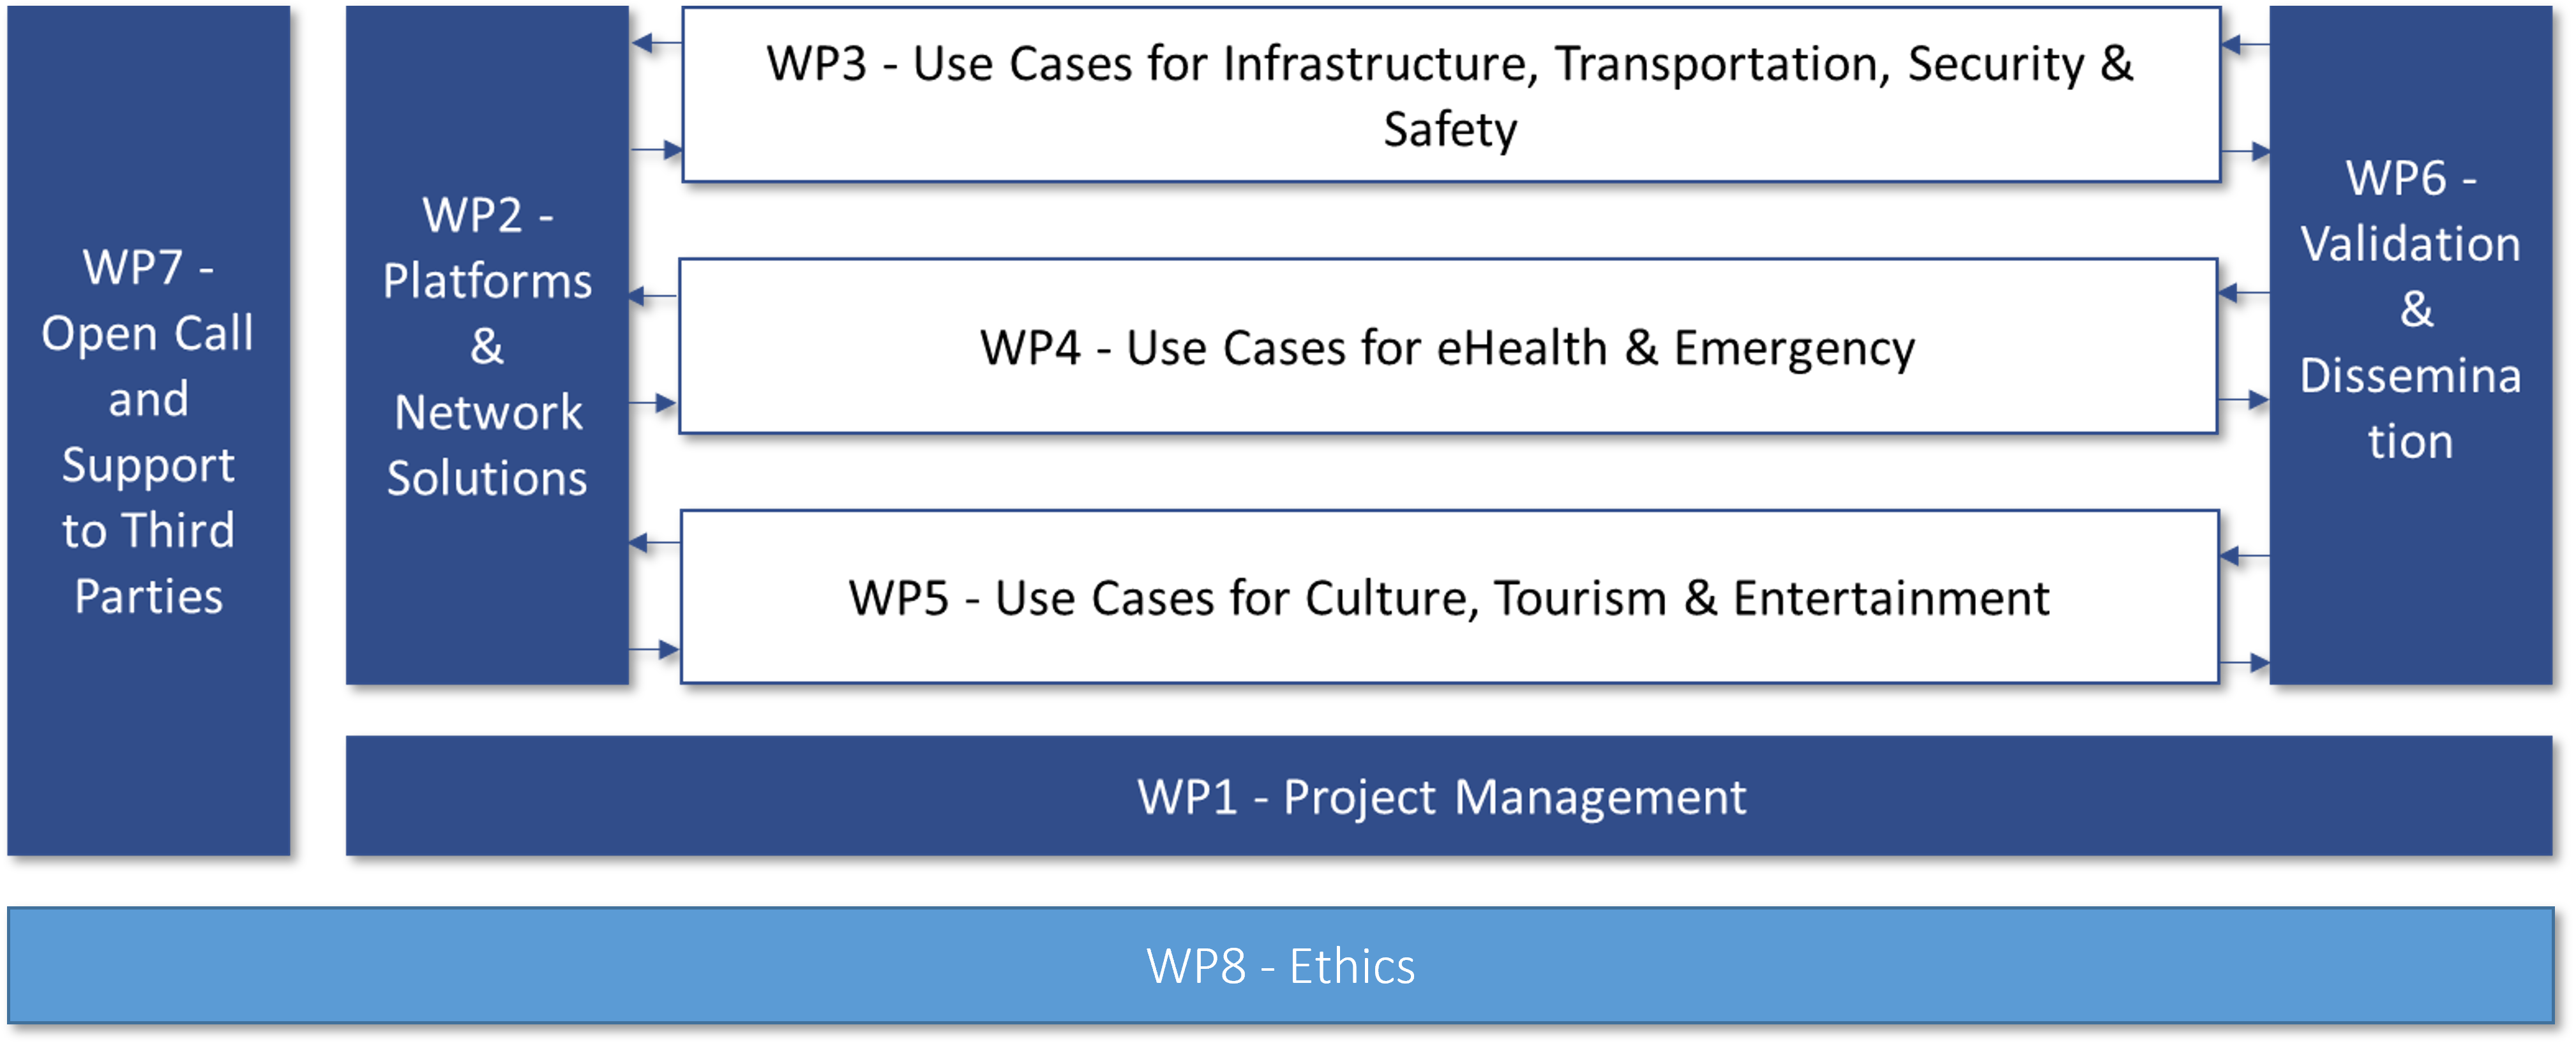 WP7 -
Open Call
and
Support
to Third
Parties
WP2 -
Platforms
&
Network
Solutions
WP3 - Use Cases for Infrastructure, Transportation, Security &
Safety
WP4 - Use Cases for eHealth & Emergency
WP5 - Use Cases for Culture, Tourism & Entertainment
WP6 -
Validation
&
Dissemina
tion
WP1 - Project Management
WP8 - Ethics